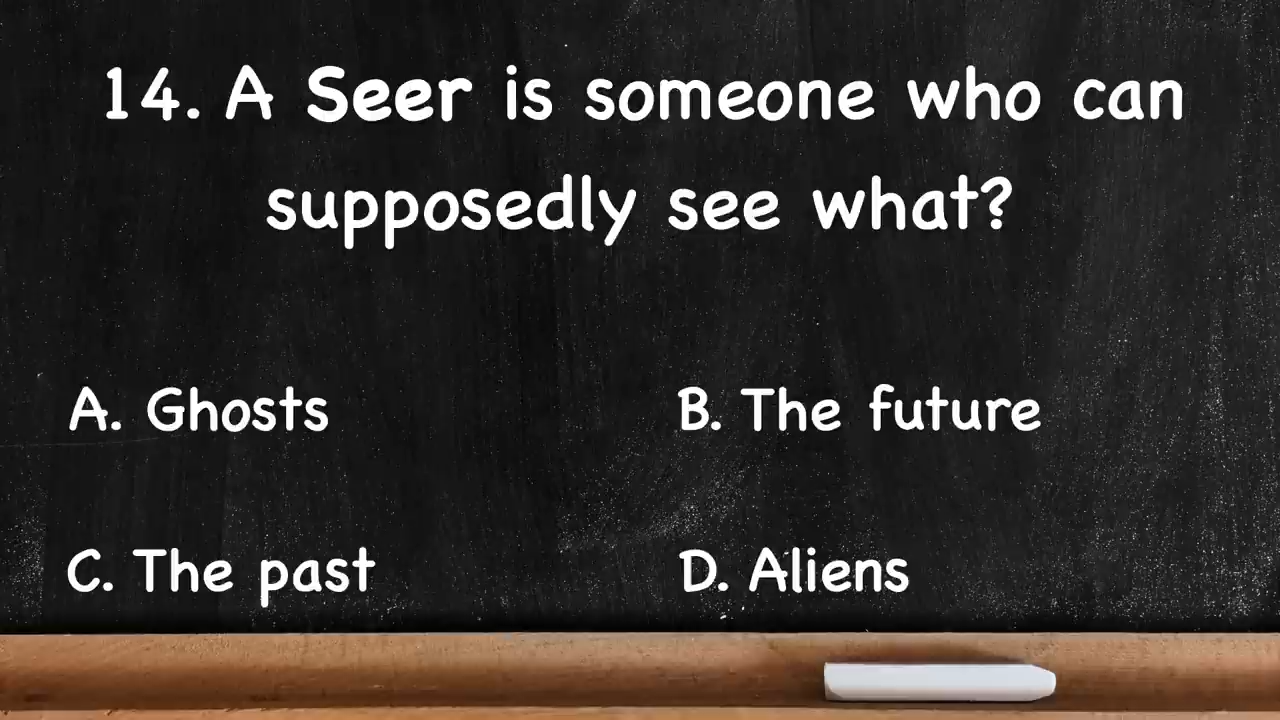 14. A Seer is someone who can
supposedly see what?
A. Ghosts
B. The future
C. The past
D. Aliens